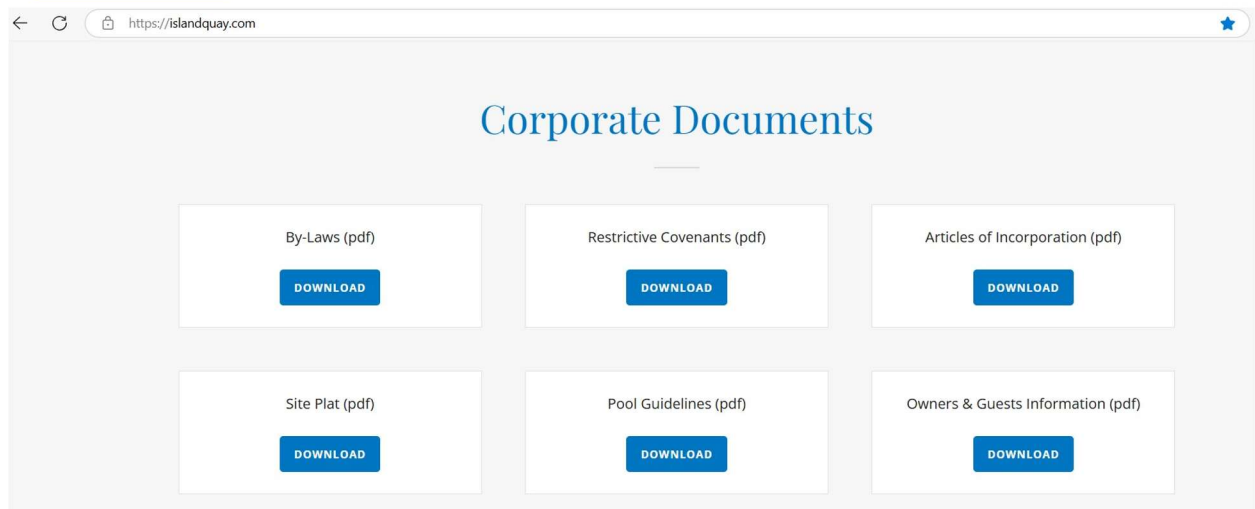 https://islandquay.com
Corporate Documents
By-Laws (pdf)
DOWNLOAD
Restrictive Covenants (pdf)
DOWNLOAD
Articles of Incorporation (pdf)
DOWNLOAD
Site Plat (pdf)
DOWNLOAD
Pool Guidelines (pdf)
DOWNLOAD
Owners & Guests Information (pdf)
DOWNLOAD